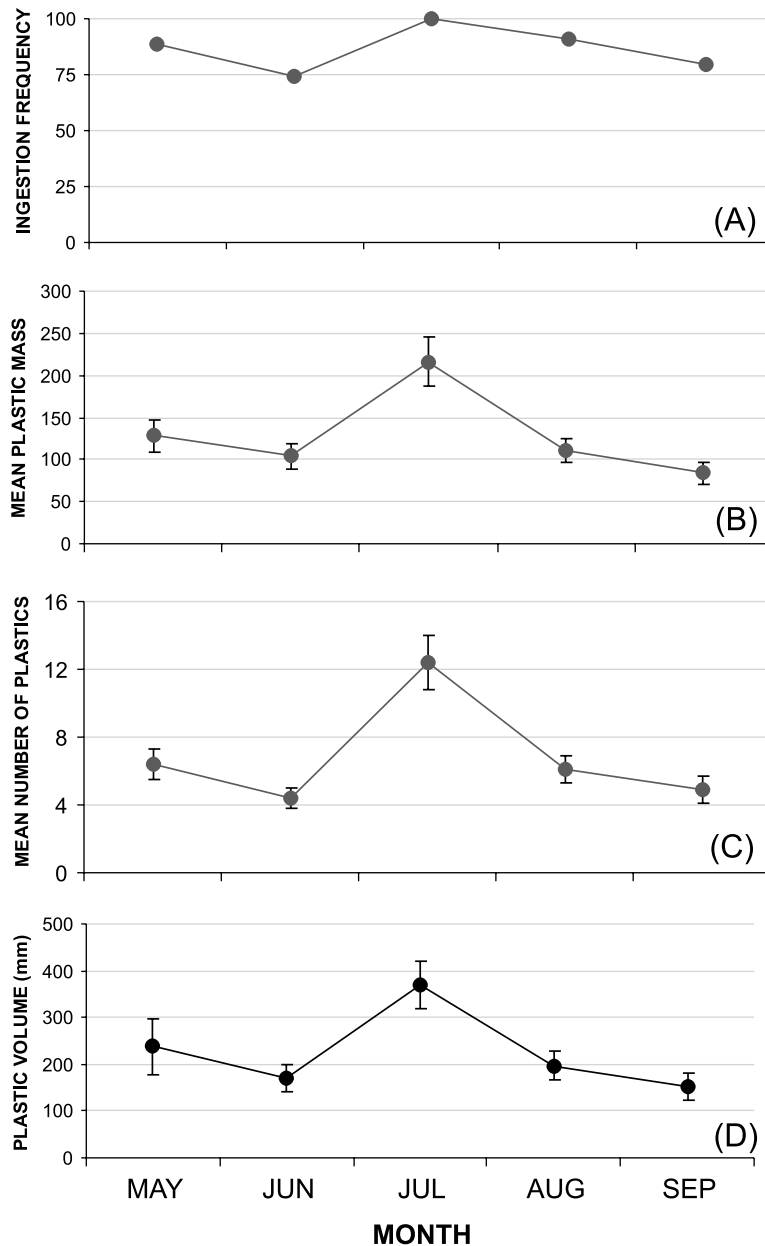 INGESTION FREQUENCY
100
75
50
25
0
(A)
MEAN PLASTIC MASS
300
250
200
150
100
50
0
(B)
MEAN NUMBER OF PLASTICS
16
12
8
4
0
(C)
PLASTIC VOLUME (mm)
500
400
300
200
100
0
(D)
MAY JUN JUL AUG SEP
MONTH